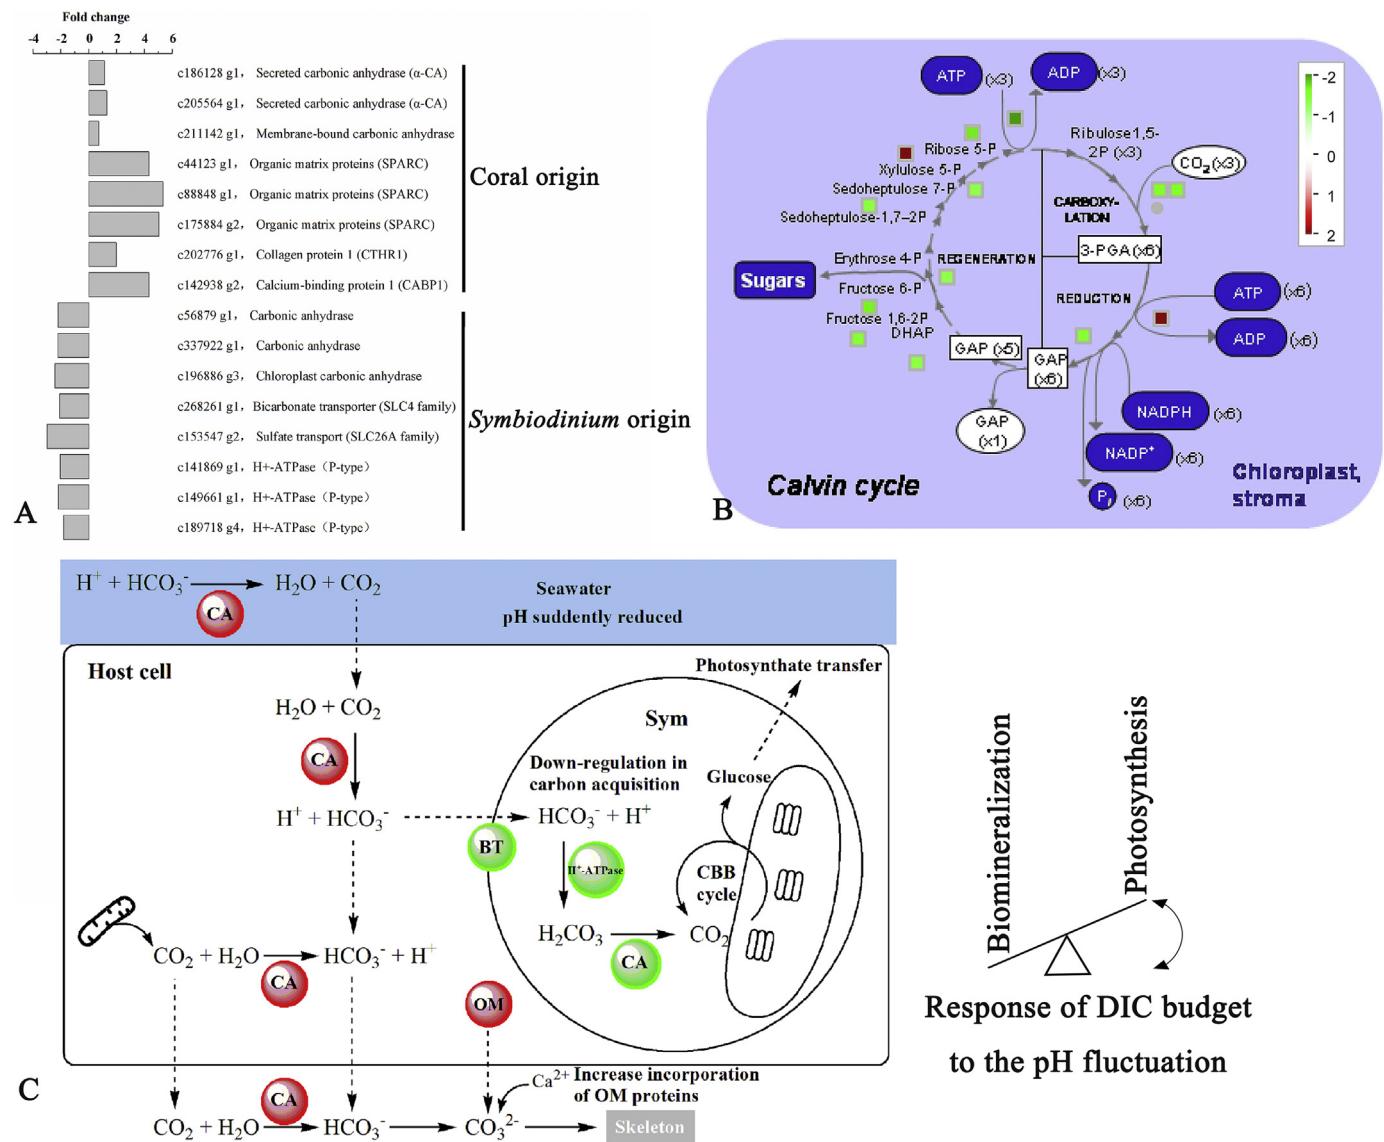 Fold change
-4 -2 0 2 4 6
c186128 g1, Secreted carbonic anhydrase (α-CA)
c205564 g1, Secreted carbonic anhydrase (α-CA)
c211142 g1, Membrane-bound carbonic anhydrase
c44123 g1, Organic matrix proteins (SPARC)
c88848 g1, Organic matrix proteins (SPARC)
c175884 g2, Organic matrix proteins (SPARC)
c202776 g1, Collagen protein 1 (CTHR1)
c142938 g2, Calcium-binding protein 1 (CABP1)
Coral origin
c56879 g1, Carbonic anhydrase
c337922 g1, Carbonic anhydrase
c196886 g3, Chloroplast carbonic anhydrase
c268261 g1, Bicarbonate transporter (SLC4 family)
c153547 g2, Sulfate transport (SLC26A family)
c141869 g1, H+-ATPase (P-type)
c149661 g1, H+-ATPase (P-type)
c189718 g4, H+-ATPase (P-type)
Symbiodinium origin
A
ATP (x3)
ADP (x3)
-2
-1
0
1
2
Ribulose 1,5-
2P (x3)
CO2 (x3)
Ribose 5-P
Xylulose 5-P
Sedoheptulose 7-P
Sedoheptulose-1,7–2P
CARBOXY-
LATION
3-PGA (x6)
Erythrose 4-P
REGENERATION
Sugars
Fructose 6-P
REDUCTION
ATP (x6)
Fructose 1,6-2P
DHAP
ADP (x6)
GAP (x5)
GAP
(x6)
GAP
(x1)
NADPH (x6)
NADP+ (x6)
Pi (x6)
Calvin cycle
Chloroplast,
stroma
B
H+ + HCO3-
CA
H2O + CO2
Seawater
pH suddenly reduced
Host cell
Photosynthate transfer
H2O + CO2
Sym
CA
Down-regulation in
carbon acquisition
Glucose
H+ + HCO3-
HCO3- + H+
BT
H+-ATPase
CBB
cycle
H2CO3
CO2
CA
CO2 + H2O
HCO3- + H+
CA
OM
Ca2+
Increase incorporation
of OM proteins
CA
CO2 + H2O
HCO3-
CO3 2-
Skeleton
C
Biomineralization
Photosynthesis
Response of DIC budget
to the pH fluctuation